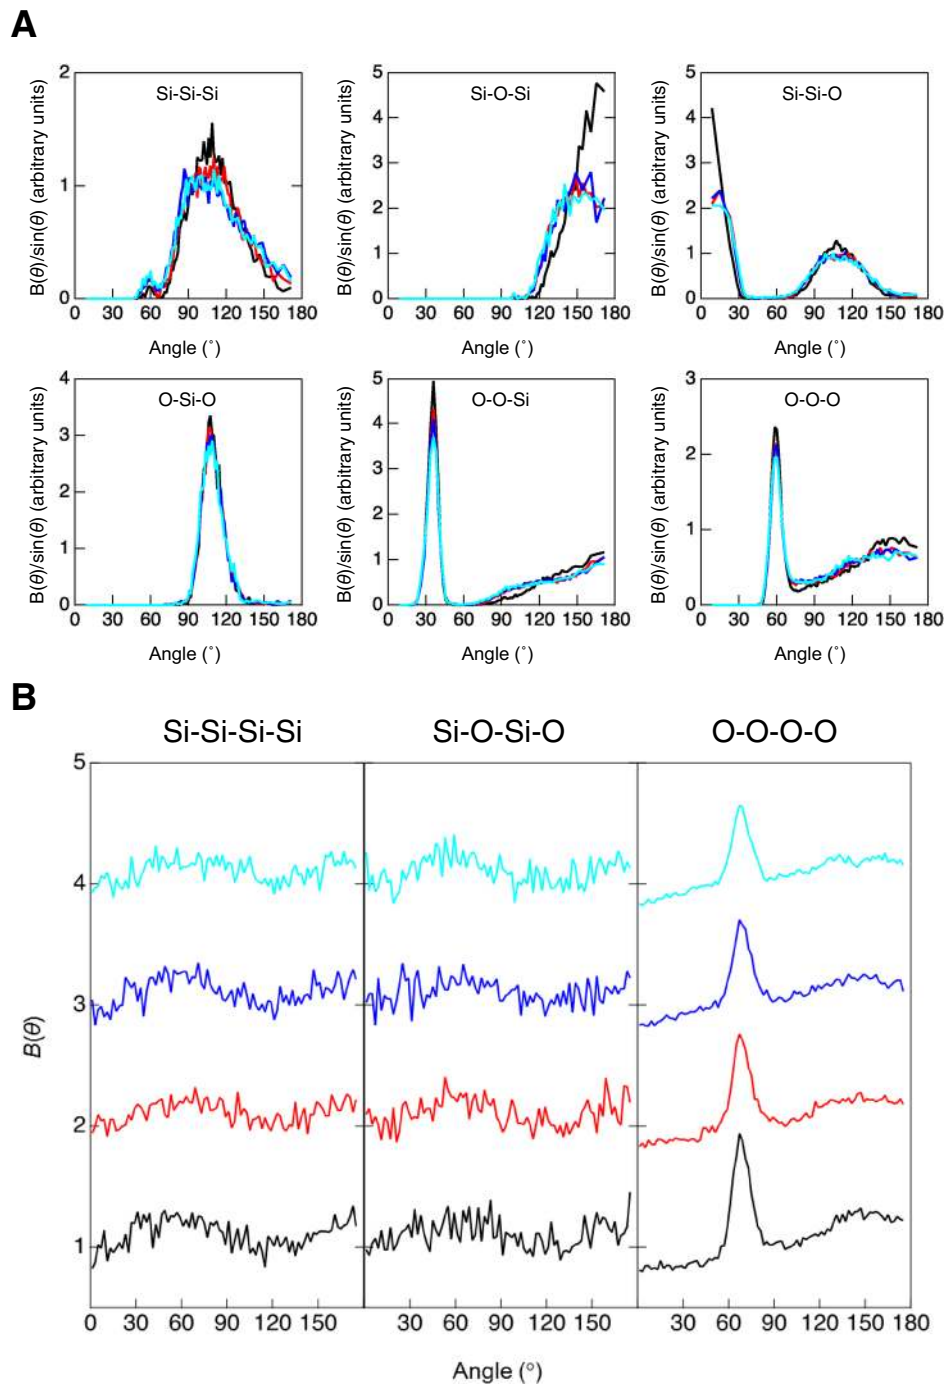 A
Si-Si-Si
B(θ)/sin(θ) (arbitrary units)
2
1
0
0 30 60 90 120 150 180
Angle (°)
Si-O-Si
B(θ)/sin(θ) (arbitrary units)
5
4
3
2
1
0
0 30 60 90 120 150 180
Angle (°)
Si-Si-O
B(θ)/sin(θ) (arbitrary units)
5
4
3
2
1
0
0 30 60 90 120 150 180
Angle (°)
O-Si-O
B(θ)/sin(θ) (arbitrary units)
4
3
2
1
0
0 30 60 90 120 150 180
Angle (°)
O-O-Si
B(θ)/sin(θ) (arbitrary units)
5
4
3
2
1
0
0 30 60 90 120 150 180
Angle (°)
O-O-O
B(θ)/sin(θ) (arbitrary units)
3
2
1
0
0 30 60 90 120 150 180
Angle (°)
B
Si-Si-Si-Si Si-O-Si-O O-O-O-O
5
4
3
2
1
B(θ)
0 30 60 90 120 150 30 60 90 120 150 30 60 90 120 150 180
Angle (°)